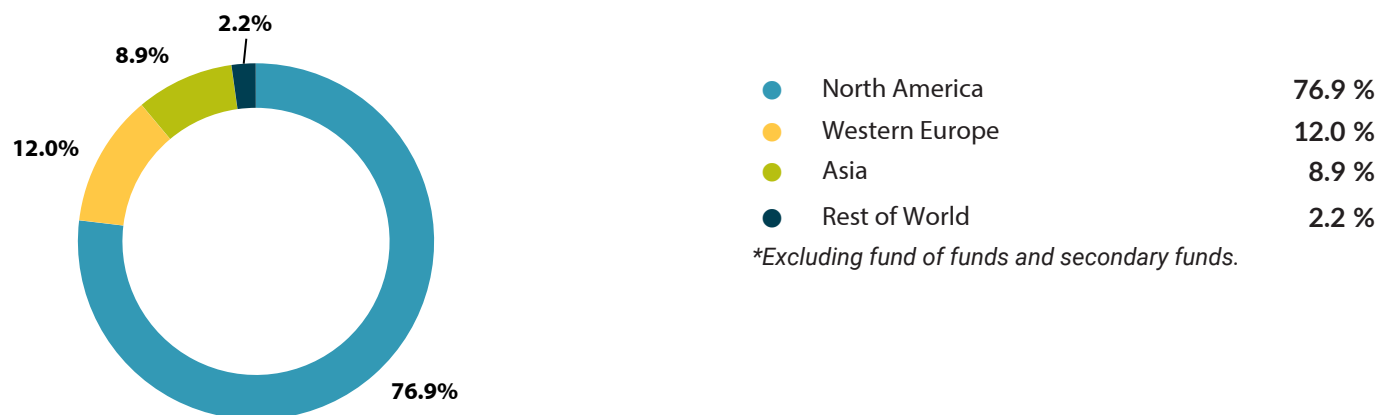 2.2%
8.9%
12.0%
76.9%
North America 76.9 %
Western Europe 12.0 %
Asia 8.9 %
Rest of World 2.2 %
*Excluding fund of funds and secondary funds.